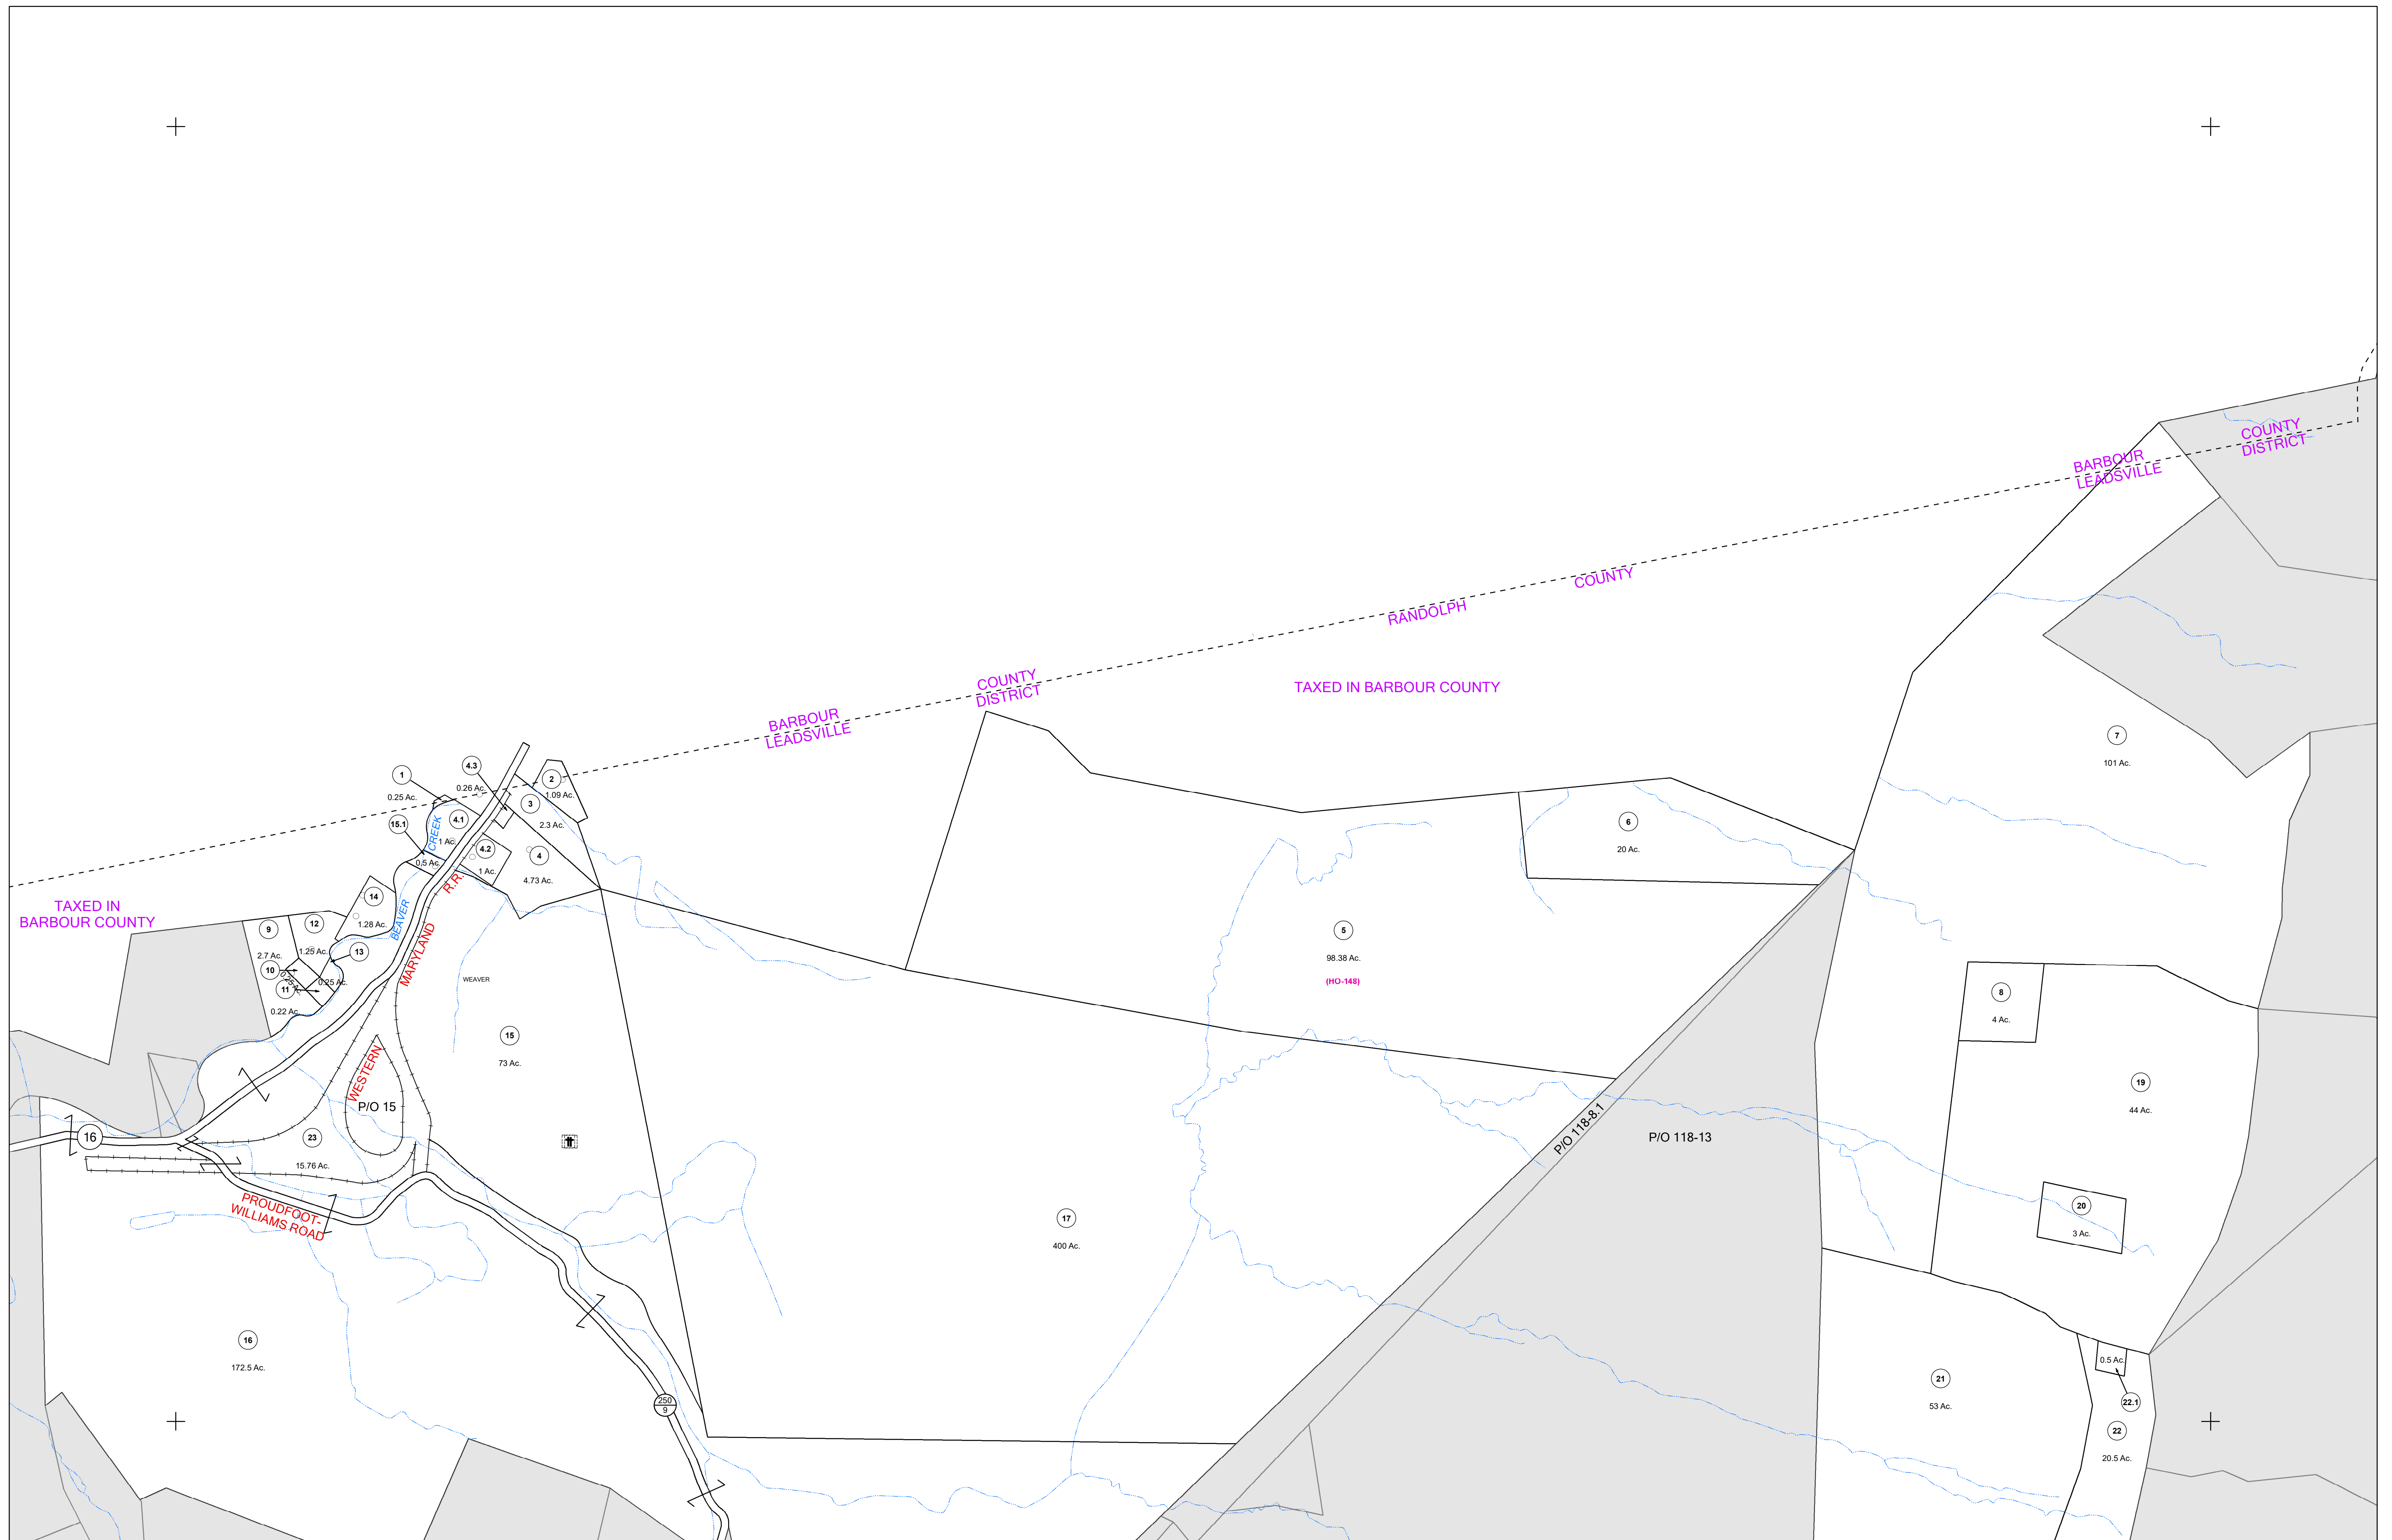 COUNTY
DISTRICT
BARBOUR
LEADSVILLE
COUNTY
RANDOLPH
COUNTY
DISTRICT
TAXED IN BARBOUR COUNTY
BARBOUR
LEADSVILLE
7
101 Ac.
4.3
1
2
0.26 Ac.
0.25 Ac.
1.09 Ac.
3
4.1
15.1
2.3 Ac.
CREEK
1 Ac.
4.2
4
0.5 Ac.
1 Ac.
4.73 Ac.
R.R.
6
20 Ac.
TAXED IN
BARBOUR COUNTY
14
1.28 Ac.
BEAVER
12
9
1.25 Ac.
13
2.7 Ac.
10
0.25 Ac.
11
0.22 Ac.
MARYLAND
WEAVER
5
98.38 Ac.
(HO-148)
8
4 Ac.
15
73 Ac.
WESTERN
P/O 15
16
23
15.76 Ac.
P/O 118-8.1
P/O 118-13
19
44 Ac.
PROUDFOOT-
WILLIAMS ROAD
17
400 Ac.
20
3 Ac.
16
172.5 Ac.
250
9
21
53 Ac.
0.5 Ac.
22.1
22
20.5 Ac.